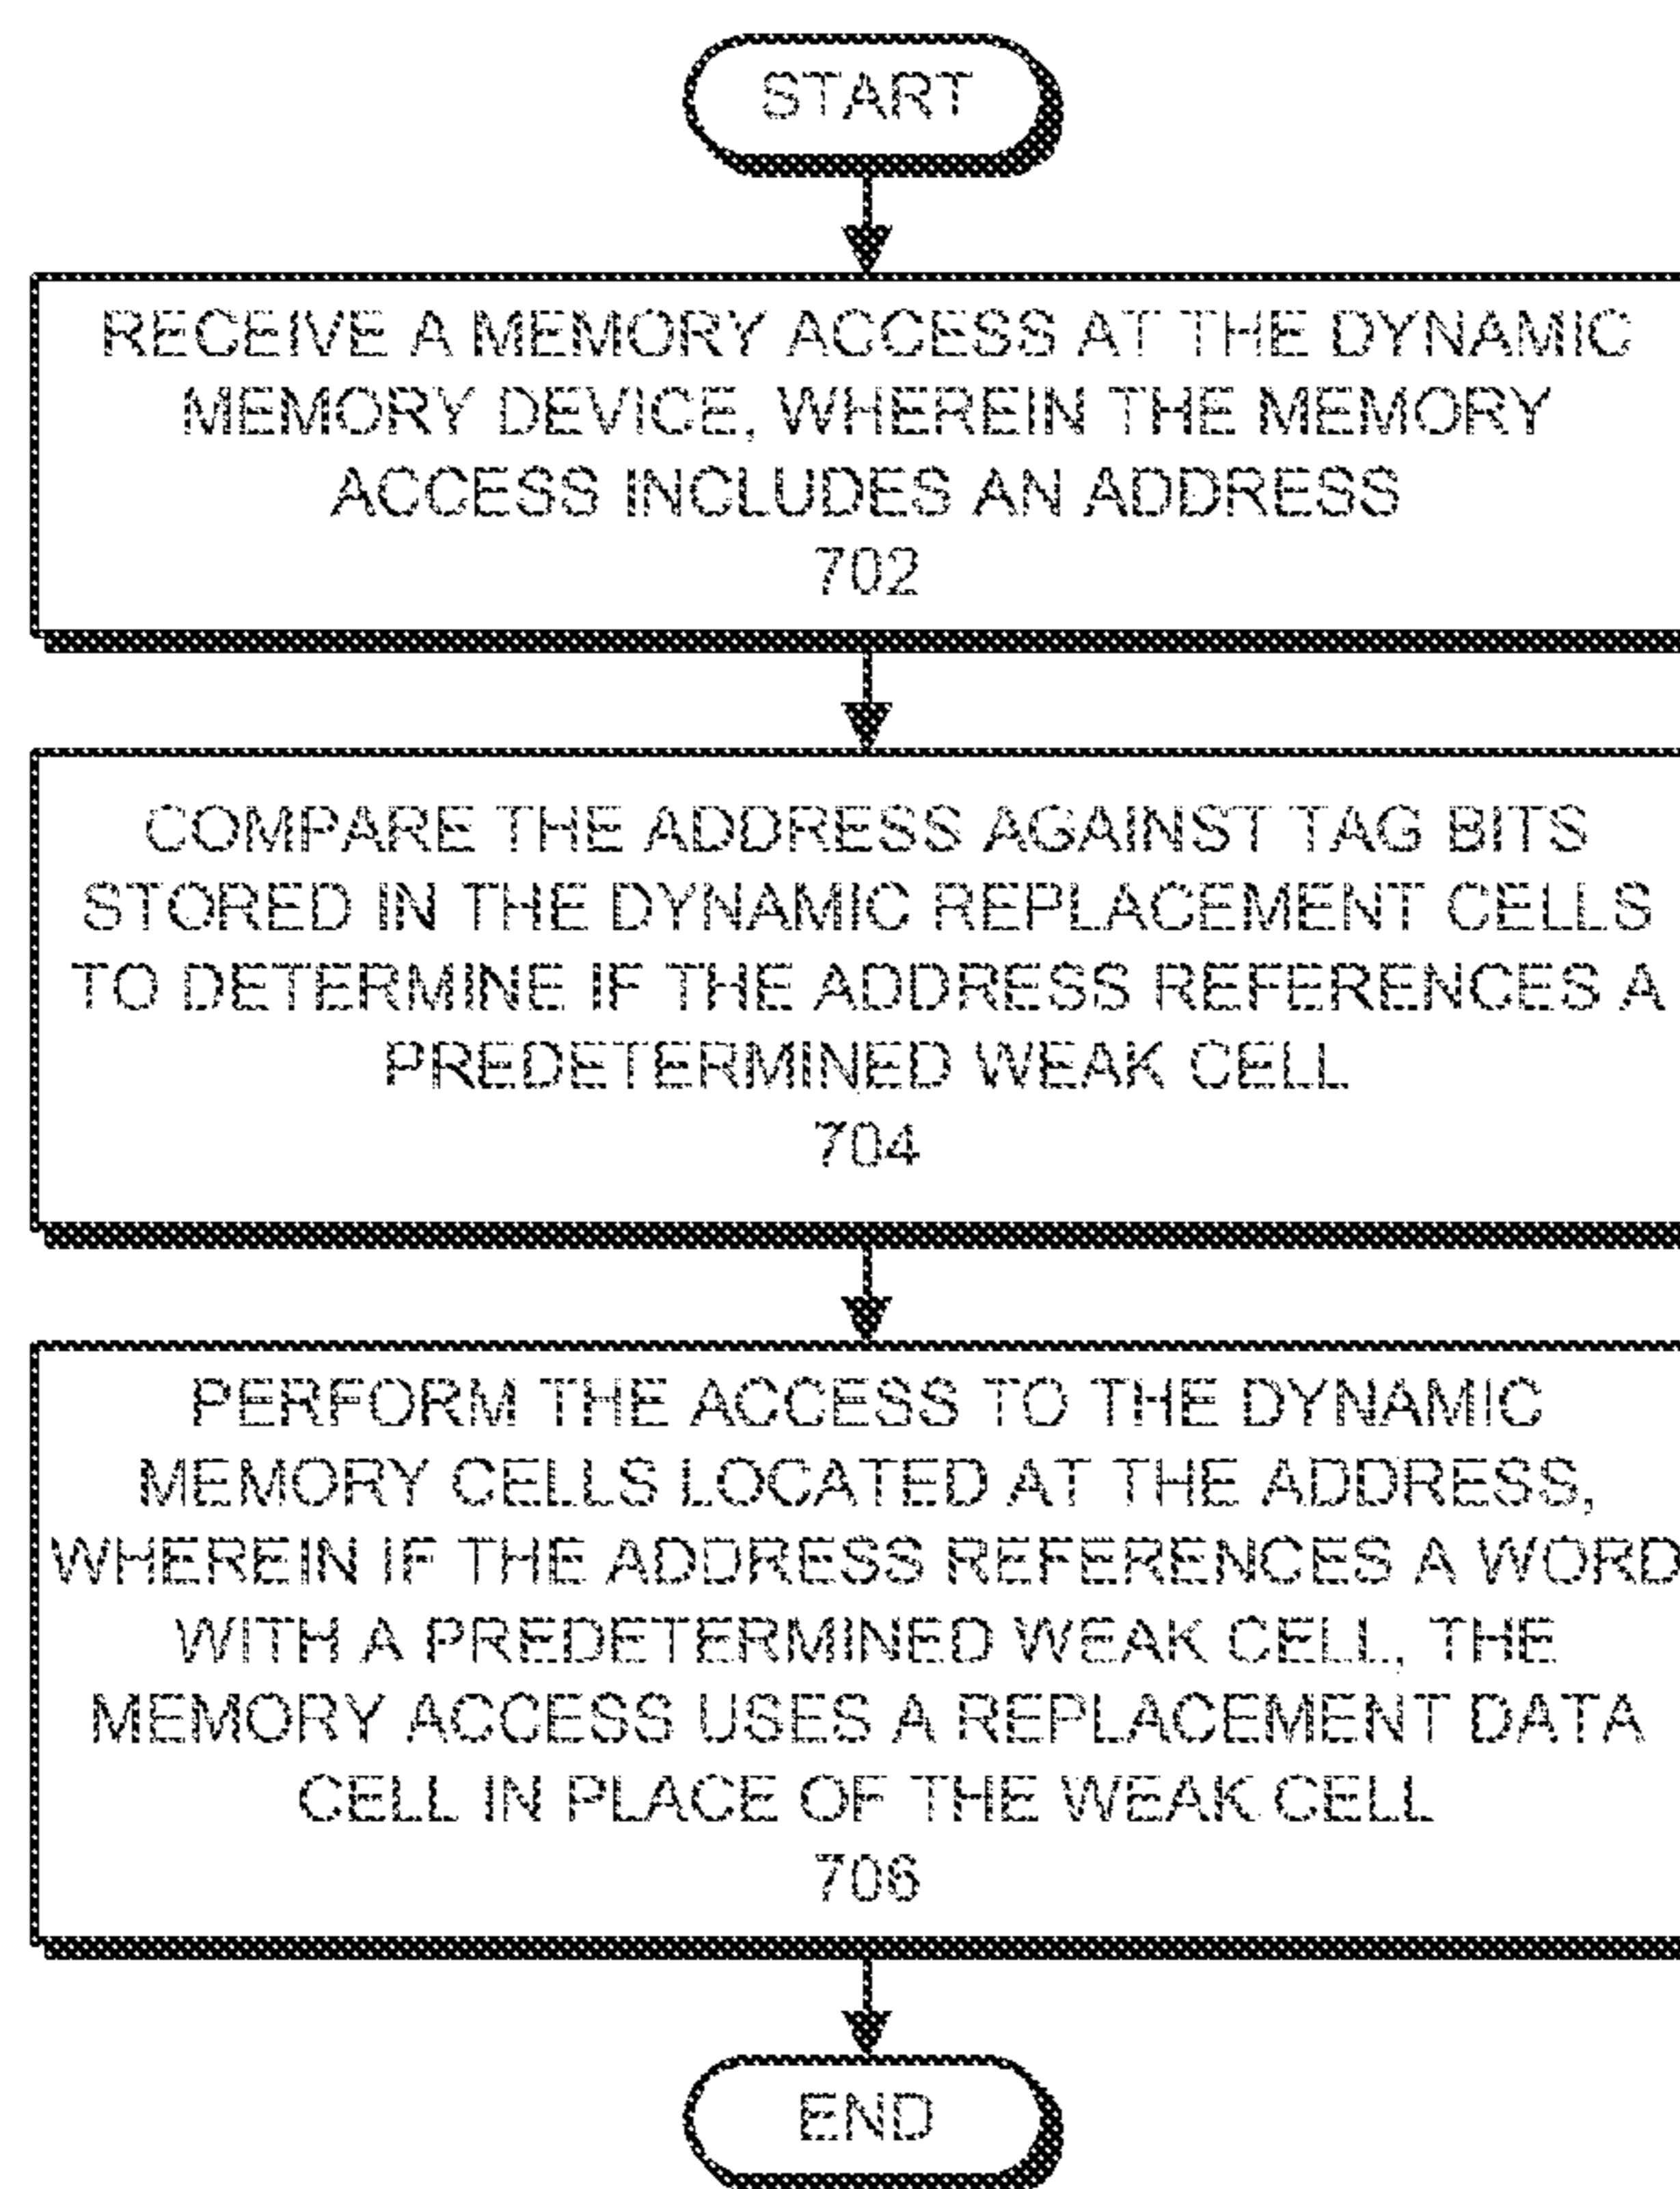 START
RECEIVE A MEMORY ACCESS AT THE DYNAMIC
MEMORY DEVICE, WHEREIN THE MEMORY
ACCESS INCLUDES AN ADDRESS
702
COMPARE THE ADDRESS AGAINST TAG BITS
STORED IN THE DYNAMIC REPLACEMENT CELLS
TO DETERMINE IF THE ADDRESS REFERENCES A
PREDETERMINED WEAK CELL
704
PERFORM THE ACCESS TO THE DYNAMIC
MEMORY CELLS LOCATED AT THE ADDRESS,
WHEREIN IF THE ADDRESS REFERENCES A WORD
WITH A PREDETERMINED WEAK CELL, THE
MEMORY ACCESS USES A REPLACEMENT DATA
CELL IN PLACE OF THE WEAK CELL
706
END